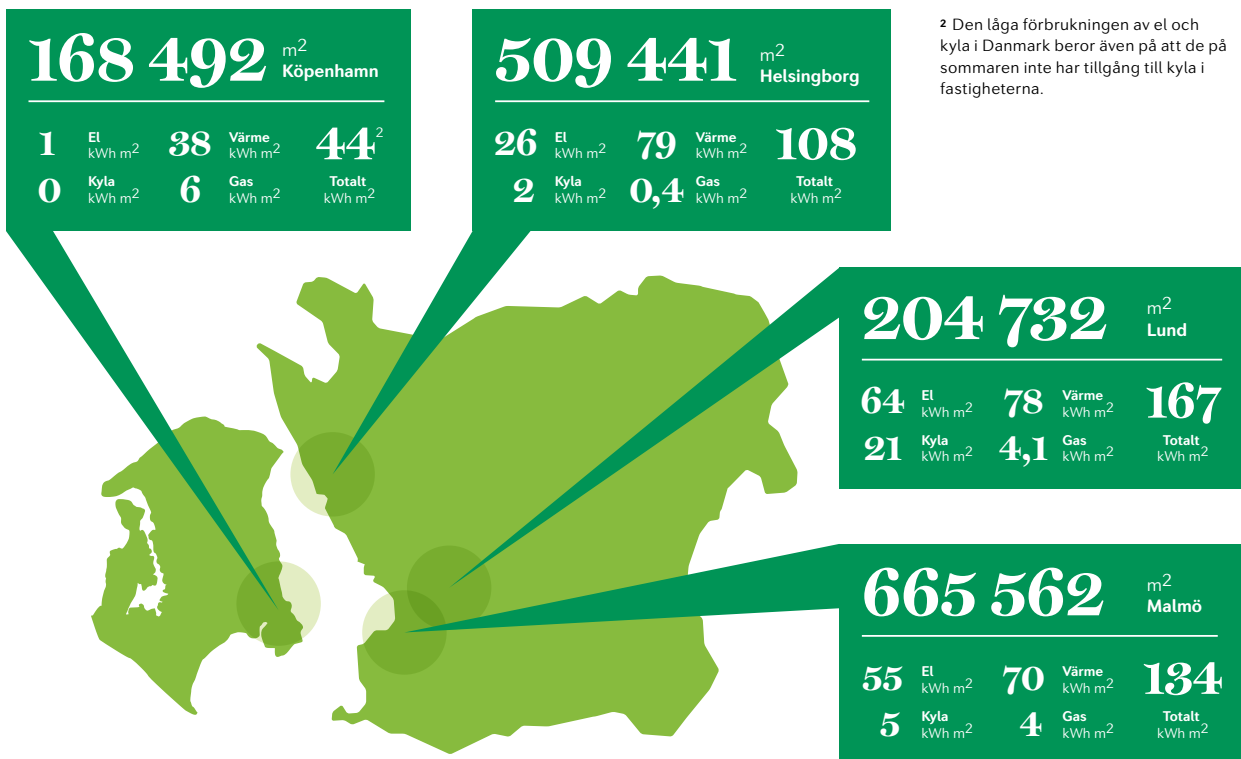 168 492 m2
Köpenhamn
1 El kWh m2 38 Värme kWh m2 44 2
0 Kyla kWh m2 6 Gas kWh m2 Totalt kWh m2
509 441 m2
Helsingborg
26 El kWh m2 79 Värme kWh m2 108
2 Kyla kWh m2 0,4 Gas kWh m2 Totalt kWh m2
2 Den låga förbrukningen av el och
kyla i Danmark beror även på att de på
sommaren inte har tillgång till kyla i
fastigheterna.
204 732 m2
Lund
64 El kWh m2 78 Värme kWh m2 167
21 Kyla kWh m2 4,1 Gas kWh m2 Totalt kWh m2
665 562 m2
Malmö
55 El kWh m2 70 Värme kWh m2 134
5 Kyla kWh m2 4 Gas kWh m2 Totalt kWh m2